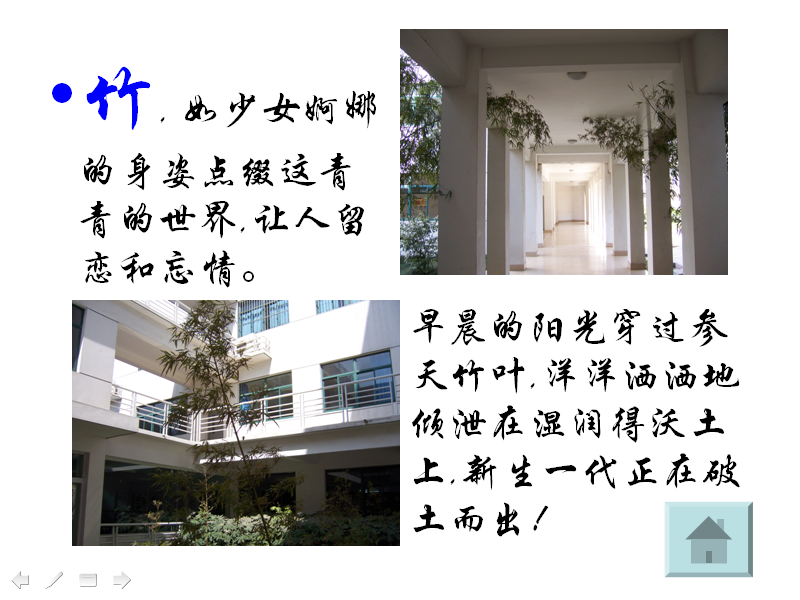 •竹，如少女婀娜
的身姿点缀这青
青的世界,让人留
恋和忘情。
早晨的阳光穿过参
天竹叶,洋洋洒洒地
倾泄在湿润得沃土
上,新生一代正在破
土而出！